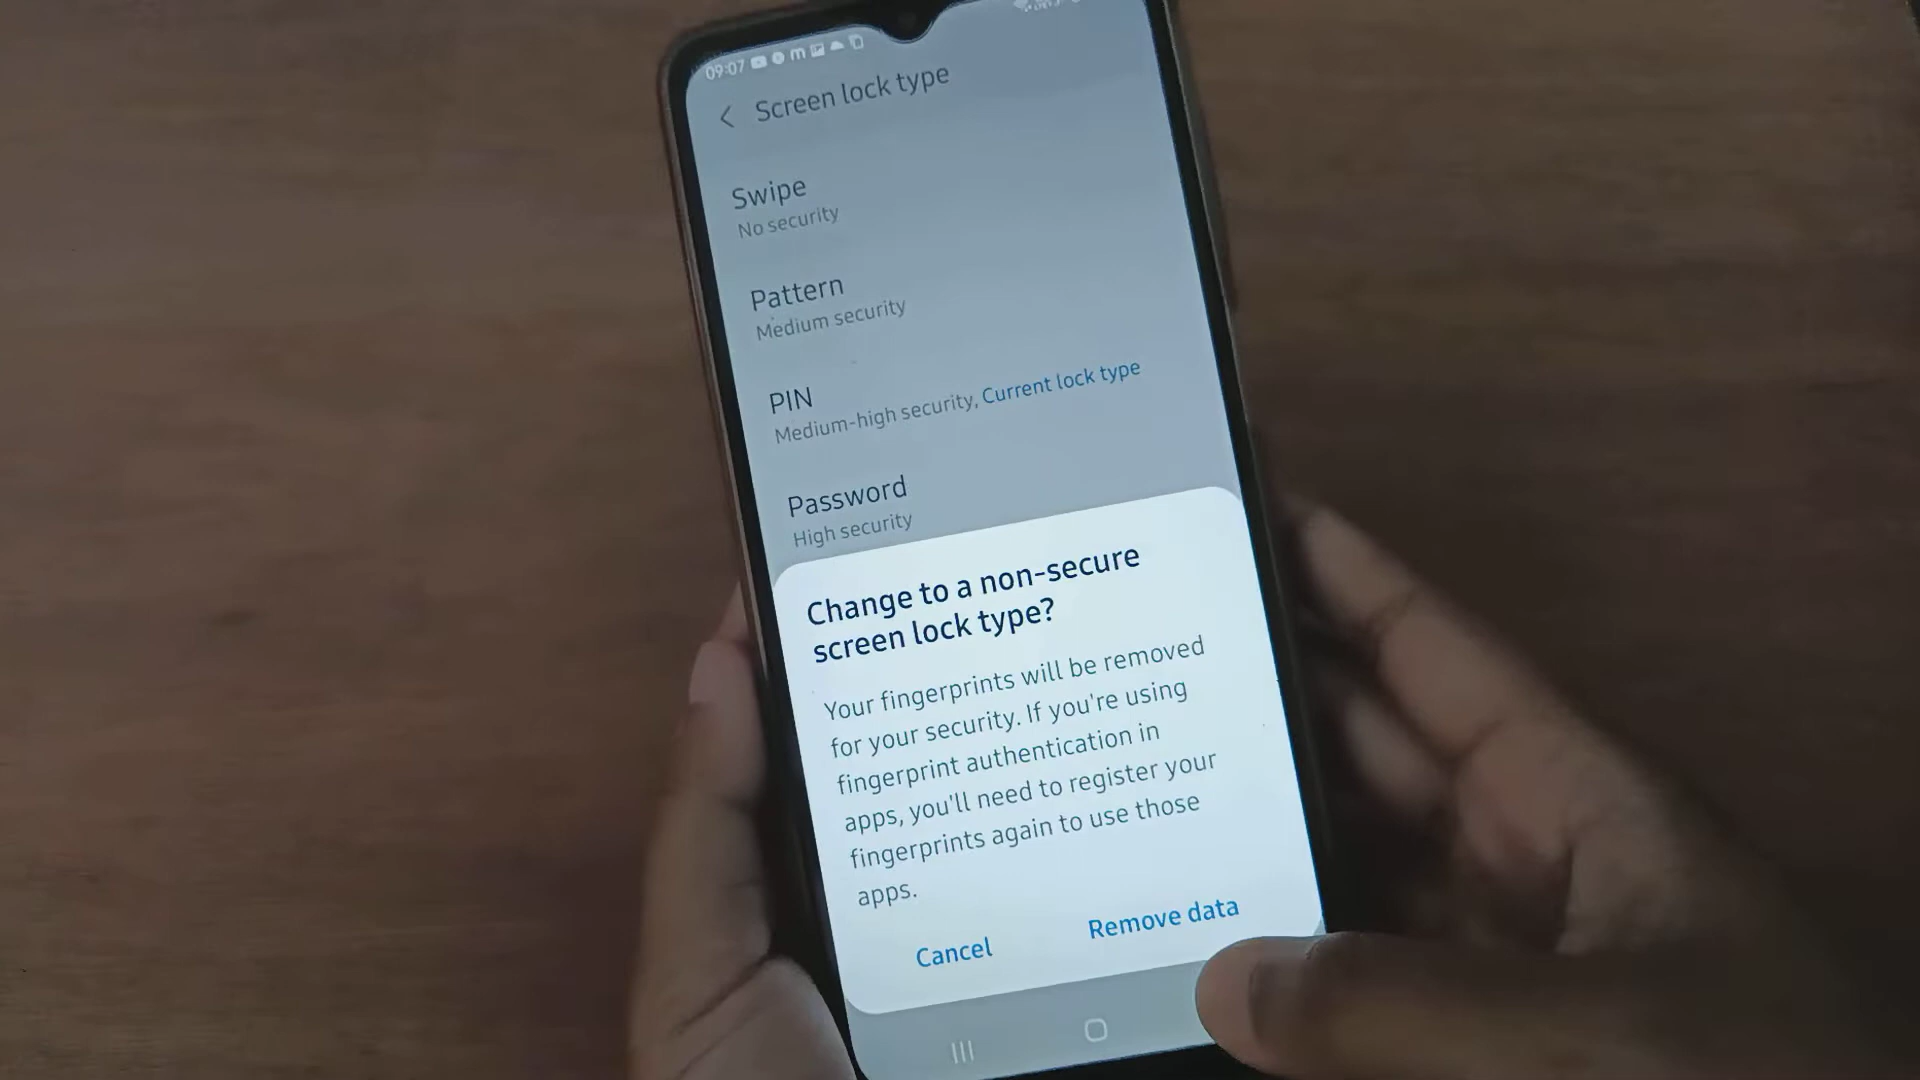 09:07
Screen lock type
Swipe
No security
Pattern
Medium security
PIN
Medium-high security, Current lock type
Password
High security
Change to a non-secure
screen lock type?
Your fingerprints will be removed
for your security. If you're using
fingerprint authentication in
apps, you'll need to register your
fingerprints again to use those
apps.
Cancel
Remove data